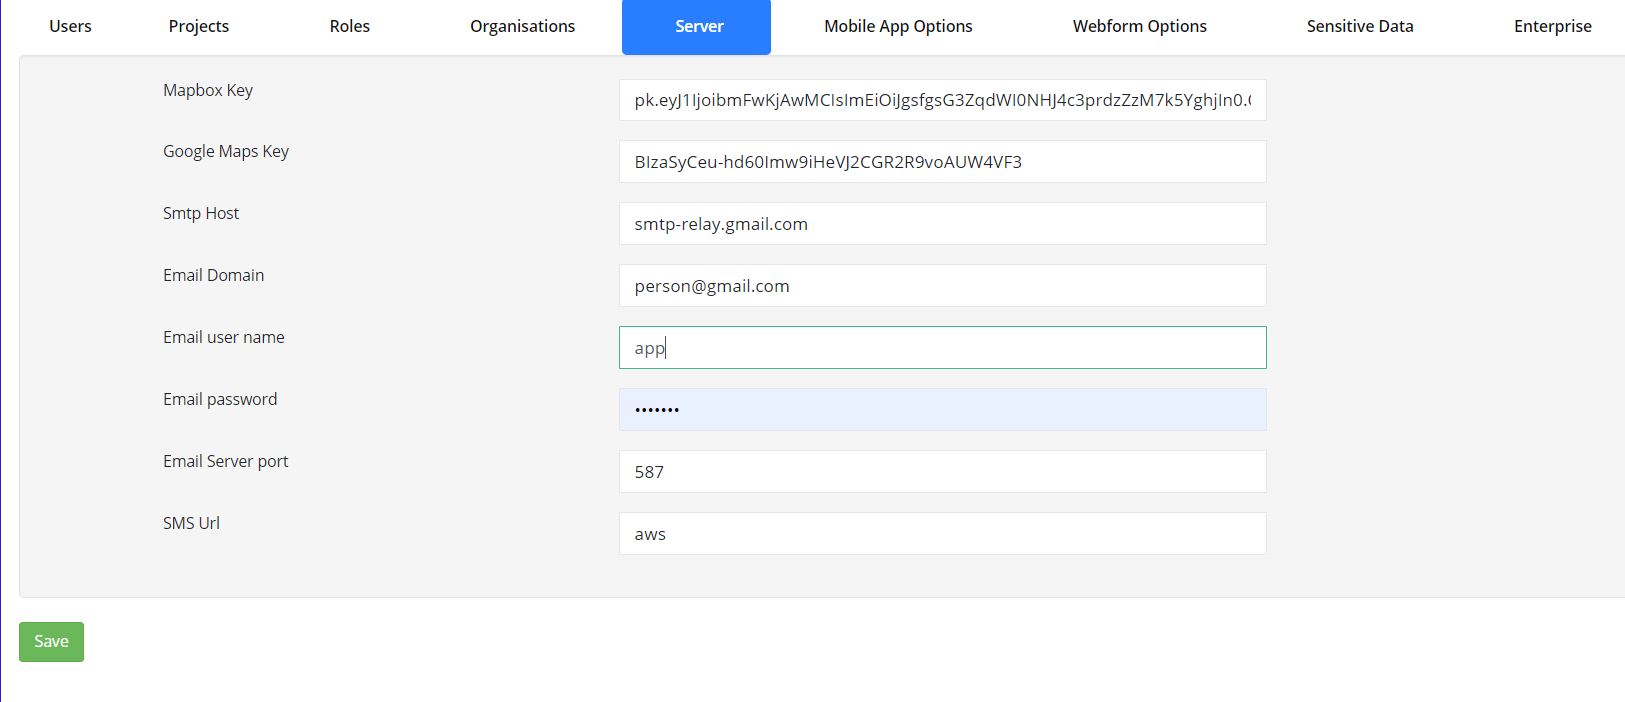 Users Projects Roles Organisations Server Mobile App Options Webform Options Sensitive Data Enterprise
Mapbox Key pk.eyJ1IjoibmFwKjAwMCIsImEiOiJgsfgsG3ZqdWI0NHJ4c3prdzZzM7k5YghjIn0.
Google Maps Key BIzaSyCeu-hd60Imw9iHeVJ2CGR2R9voAUW4VF3
Smtp Host smtp-relay.gmail.com
Email Domain person@gmail.com
Email user name app
Email password •••••••
Email Server port 587
SMS Url aws
Save